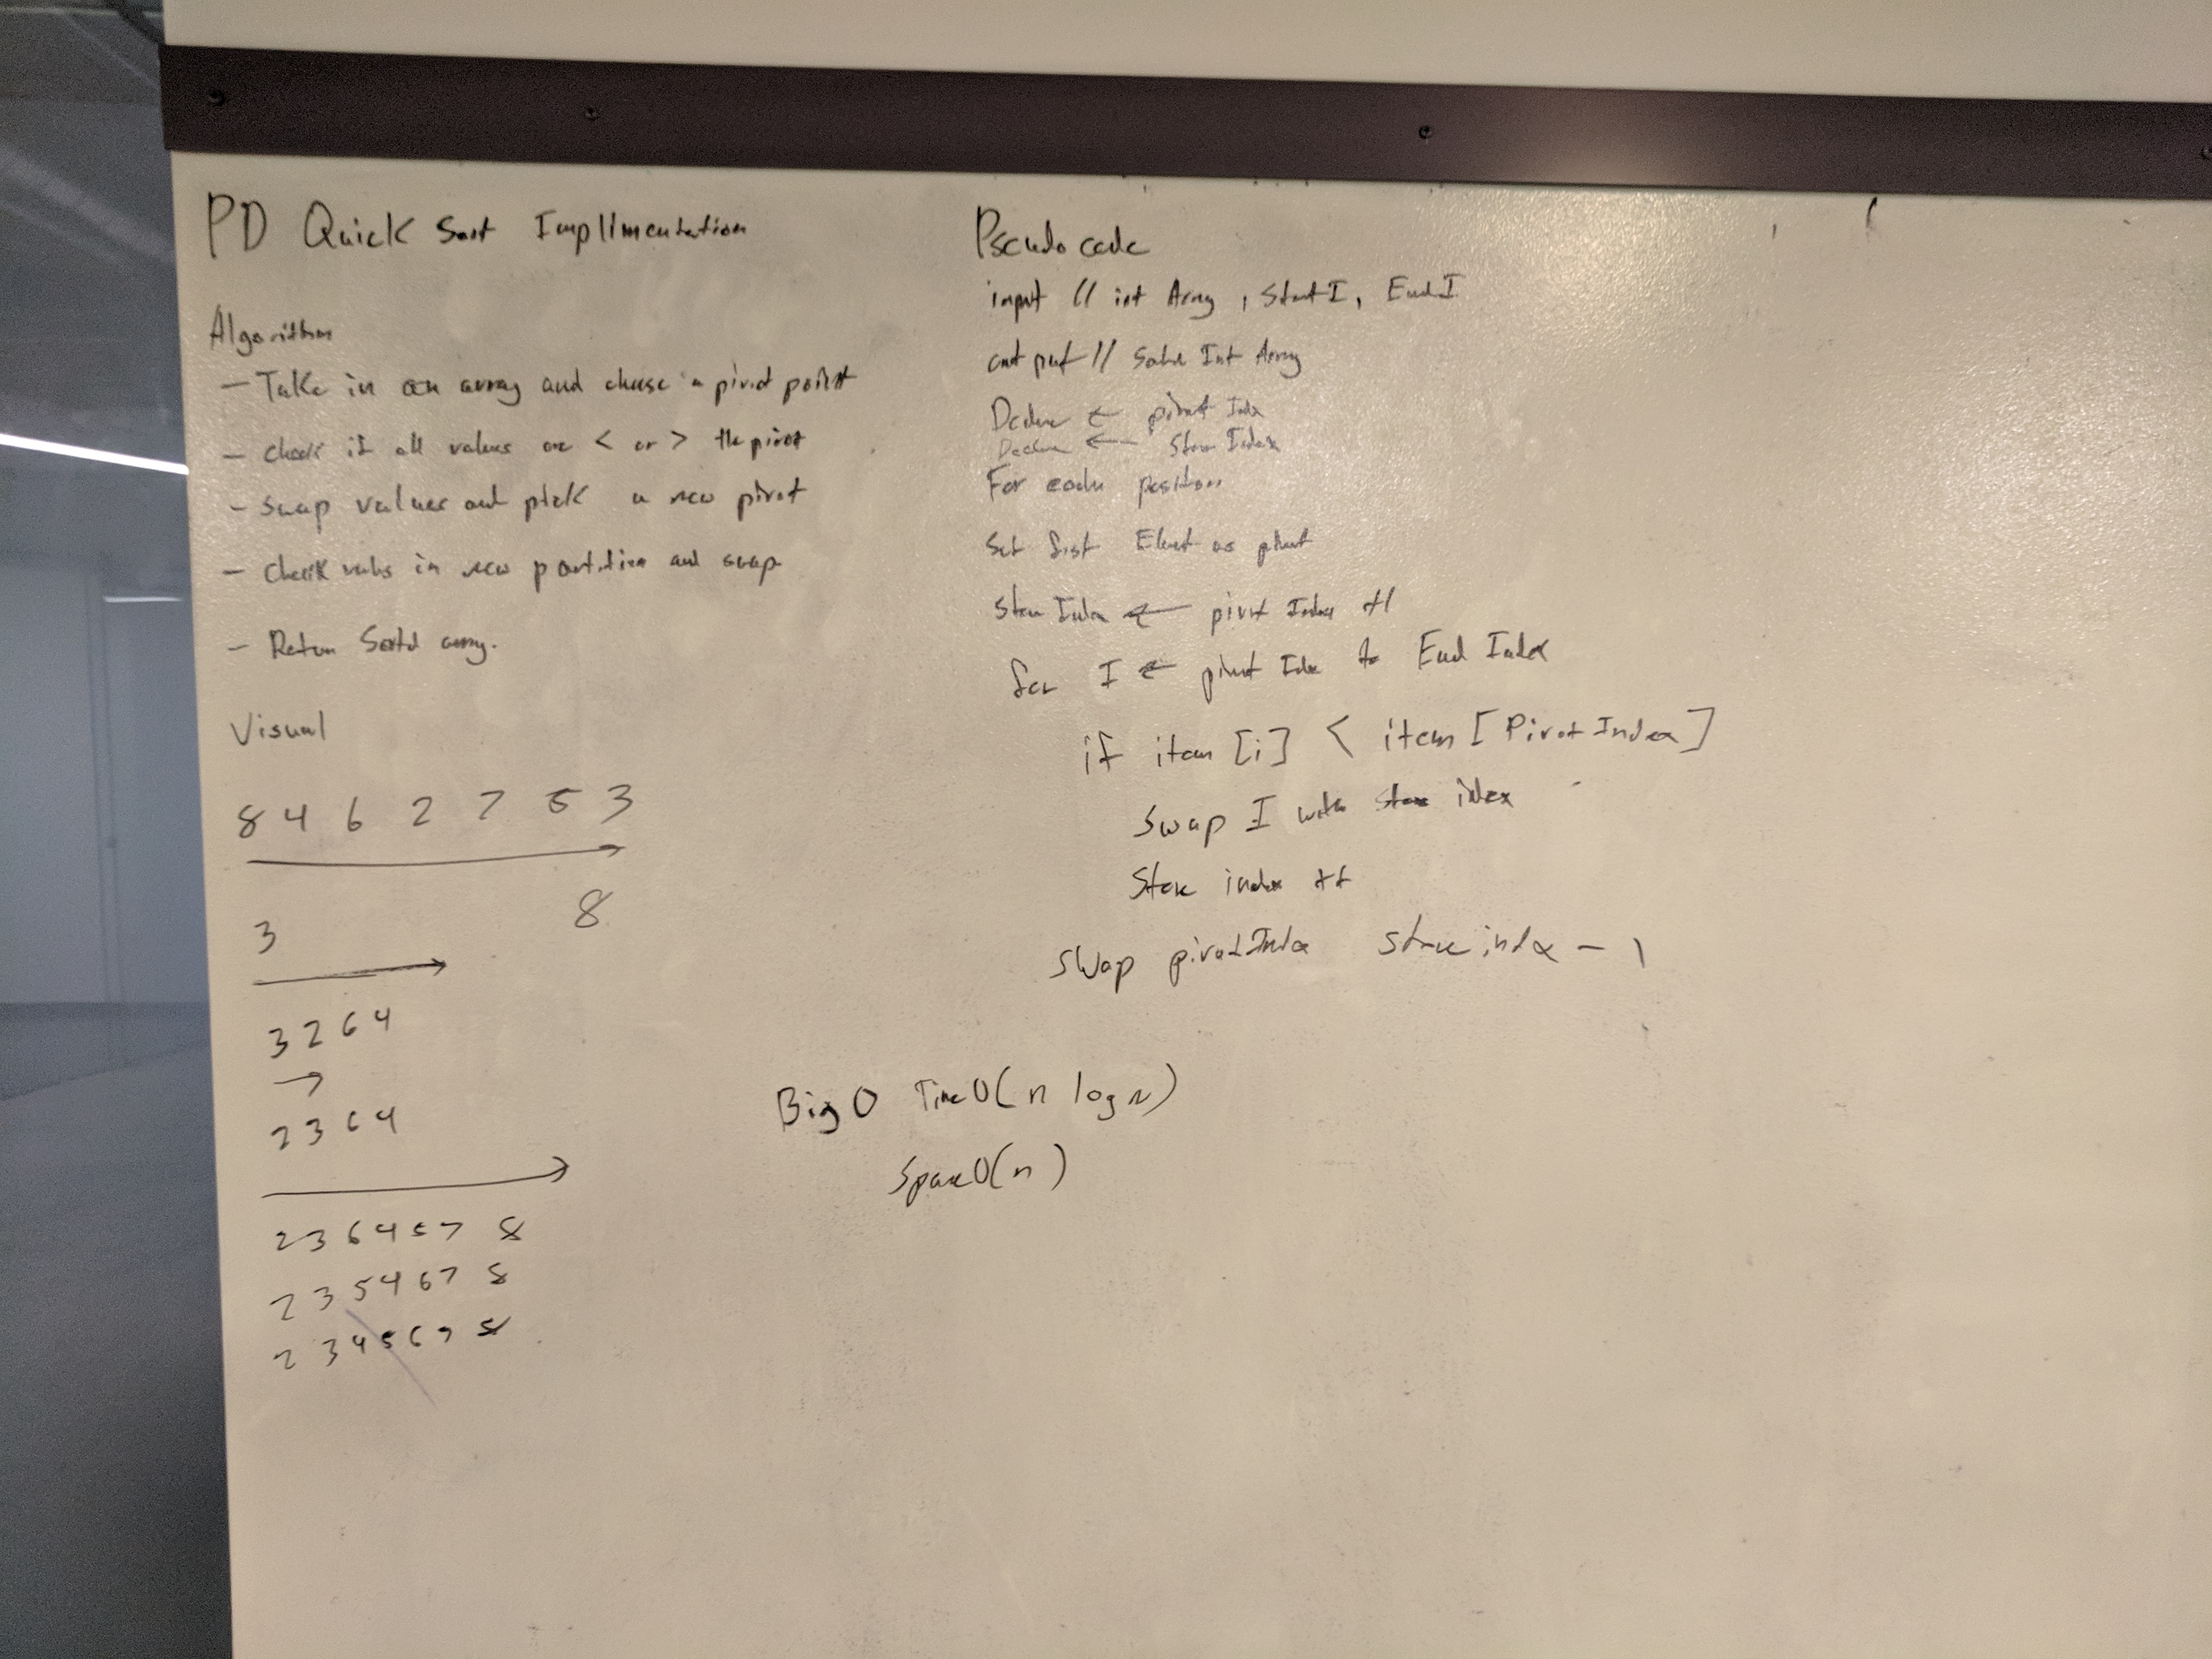 PD Quick Sort Implimentation
Algorithm
- Take in an array and choose a pivot point
- Check if all values are < or > the pivot
- Swap values and pick a new pivot
- Check vals in new partition and swap
- Return Sorted array.
Visual
8 4 6 2 7 5 3
3 8
3 2 6 4
2 3 6 4
2 3 6 4 5 7 8
2 3 5 4 6 7 8
2 3 4 5 6 7 8
Pseudo code
input // int Array , StartI, EndI
output // Int Array
Declare ← pivot Index
Declare ← Store Index
For each position
Set first Element as pivot
Store Index ← pivot Index +1
for I ← pivot Index to End Index
if item [i] < item [PivotIndex]
Swap I with store index
Store index ++
Swap pivotIndex store index - 1
Big O Time O(n log n)
Space O(n)